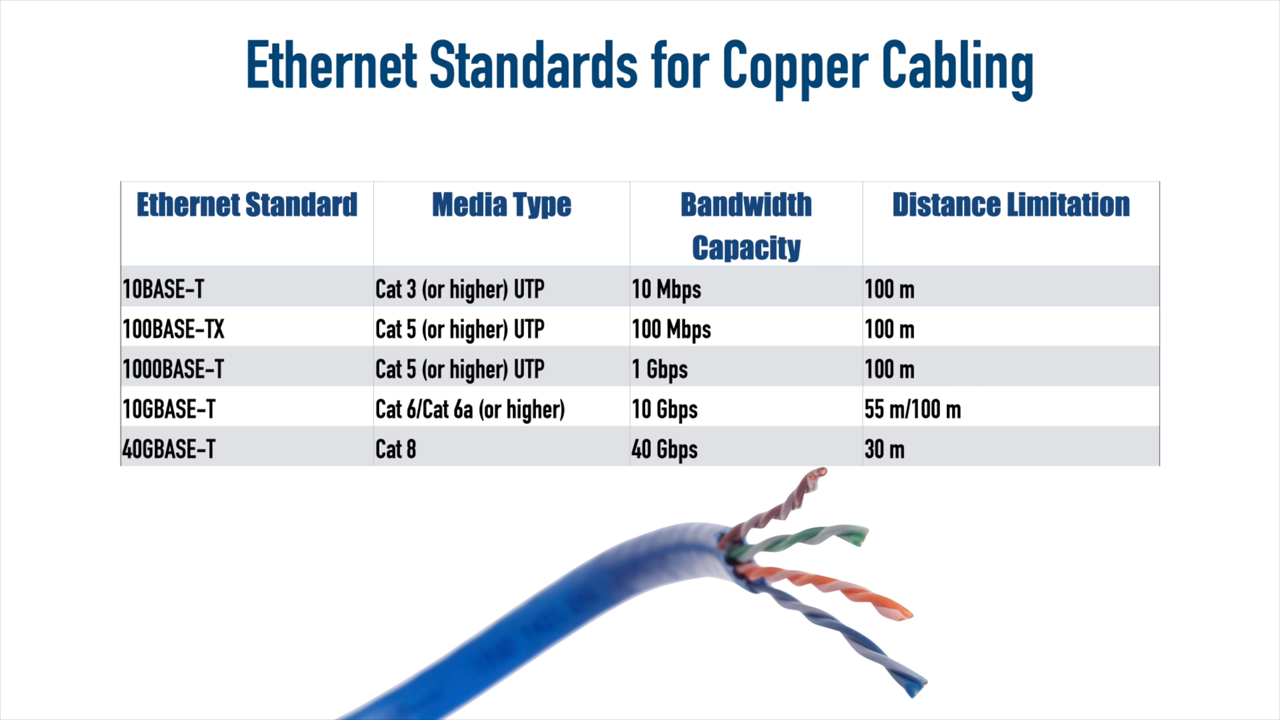 Ethernet Standards for Copper Cabling
Ethernet Standard Media Type Bandwidth Capacity Distance Limitation
10BASE-T Cat 3 (or higher) UTP 10 Mbps 100 m
100BASE-TX Cat 5 (or higher) UTP 100 Mbps 100 m
1000BASE-T Cat 5 (or higher) UTP 1 Gbps 100 m
10GBASE-T Cat 6/Cat 6a (or higher) 10 Gbps 55 m/100 m
40GBASE-T Cat 8 40 Gbps 30 m